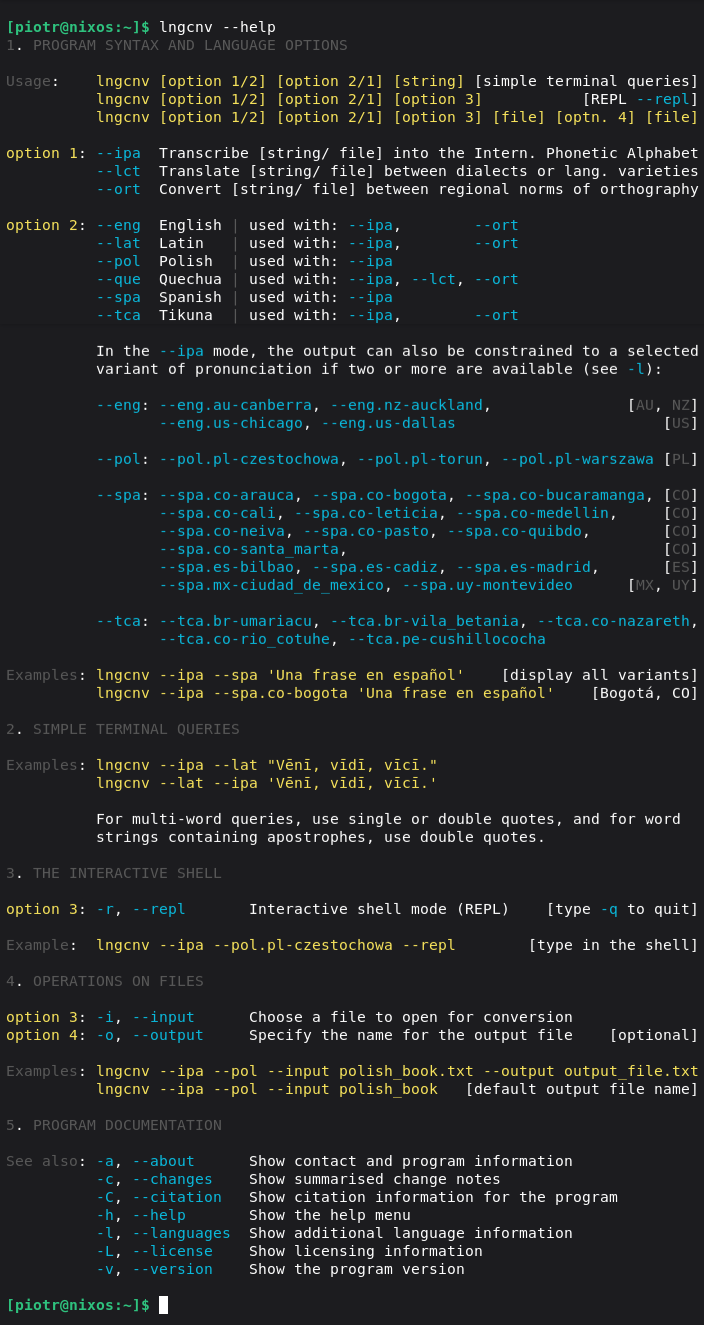 [piotr@nixos:~]$ lngcnv --help
1. PROGRAM SYNTAX AND LANGUAGE OPTIONS
Usage:    lngcnv [option 1/2] [option 2/1] [string] [simple terminal queries]
          lngcnv [option 1/2] [option 2/1] [option 3]           [REPL --repl]
          lngcnv [option 1/2] [option 2/1] [option 3] [file] [optn. 4] [file]
option 1: --ipa  Transcribe [string/ file] into the Intern. Phonetic Alphabet
          --lct  Translate [string/ file] between dialects or lang. varieties
          --ort  Convert [string/ file] between regional norms of orthography
option 2: --eng  English | used with: --ipa,        --ort
          --lat  Latin   | used with: --ipa,        --ort
          --pol  Polish  | used with: --ipa
          --que  Quechua | used with: --ipa, --lct, --ort
          --spa  Spanish | used with: --ipa
          --tca  Tikuna  | used with: --ipa,        --ort
          In the --ipa mode, the output can also be constrained to a selected
          variant of pronunciation if two or more are available (see -l):
          --eng: --eng.au-canberra, --eng.nz-auckland,               [AU, NZ]
                 --eng.us-chicago, --eng.us-dallas                       [US]
          --pol: --pol.pl-czestochowa, --pol.pl-torun, --pol.pl-warszawa [PL]
          --spa: --spa.co-arauca, --spa.co-bogota, --spa.co-bucaramanga, [CO]
                 --spa.co-cali, --spa.co-leticia, --spa.co-medellin,     [CO]
                 --spa.co-neiva, --spa.co-pasto, --spa.co-quibdo,        [CO]
                 --spa.co-santa_marta,                                   [CO]
                 --spa.es-bilbao, --spa.es-cadiz, --spa.es-madrid,       [ES]
                 --spa.mx-ciudad_de_mexico, --spa.uy-montevideo      [MX, UY]
          --tca: --tca.br-umariacu, --tca.br-vila_betania, --tca.co-nazareth,
                 --tca.co-rio_cotuhe, --tca.pe-cushillococha
Examples: lngcnv --ipa --spa 'Una frase en español'    [display all variants]
          lngcnv --ipa --spa.co-bogota 'Una frase en español'    [Bogotá, CO]
2. SIMPLE TERMINAL QUERIES
Examples: lngcnv --ipa --lat "Vēnī, vīdī, vīcī."
          lngcnv --lat --ipa 'Vēnī, vīdī, vīcī.'
          For multi-word queries, use single or double quotes, and for word
          strings containing apostrophes, use double quotes.
3. THE INTERACTIVE SHELL
option 3: -r, --repl       Interactive shell mode (REPL)    [type -q to quit]
Example:  lngcnv --ipa --pol.pl-czestochowa --repl        [type in the shell]
4. OPERATIONS ON FILES
option 3: -i, --input      Choose a file to open for conversion
option 4: -o, --output     Specify the name for the output file    [optional]
Examples: lngcnv --ipa --pol --input polish_book.txt --output output_file.txt
          lngcnv --ipa --pol --input polish_book   [default output file name]
5. PROGRAM DOCUMENTATION
See also: -a, --about      Show contact and program information
          -c, --changes    Show summarised change notes
          -C, --citation   Show citation information for the program
          -h, --help       Show the help menu
          -l, --languages  Show additional language information
          -L, --license    Show licensing information
          -v, --version    Show the program version
[piotr@nixos:~]$